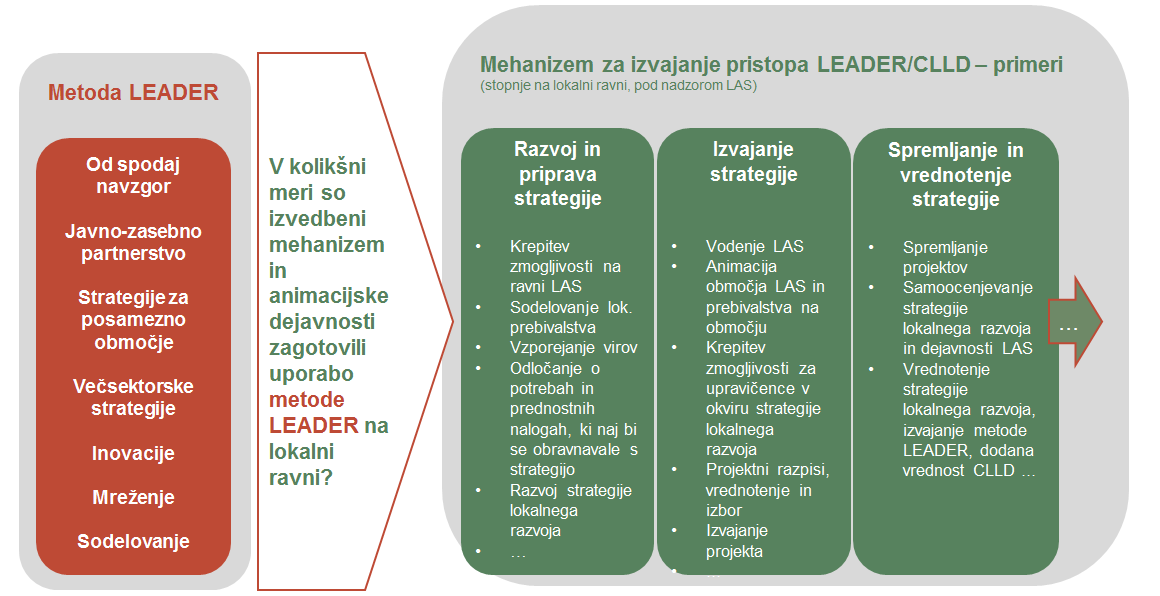 Metoda LEADER
Od spodaj
navzgor
Javno-zasebno
partnerstvo
Strategije za
posamezno
območje
Večsektorske
strategije
Inovacije
Mreženje
Sodelovanje
V kolikšni
meri so
izvedbeni
mehanizem
in
animacijske
dejavnosti
zagotovili
uporabo
metode
LEADER na
lokalni
ravni?
Mehanizem za izvajanje pristopa LEADER/CLLD – primeri
(stopnje na lokalni ravni, pod nadzorom LAS)
Razvoj in
priprava
strategije
• Krepitev
zmogljivosti na
ravni LAS
• Sodelovanje lok.
prebivalstva
• Vzporejanje virov
• Odločanje o
potrebah in
prednostnih
nalogah, ki naj bi
se obravnavale s
strategijo
• Razvoj strategije
lokalnega
razvoja
• …
Izvajanje
strategije
• Vodenje LAS
• Animacija
območja LAS in
prebivalstva na
območju
• Krepitev
zmogljivosti za
upravičence v
okviru strategije
lokalnega
razvoja
• Projektni razpisi,
vrednotenje in
izbor
• Izvajanje
projekta
• …
Spremljanje in
vrednotenje
strategije
• Spremljanje
projektov
• Samoocenjevanje
strategije
lokalnega razvoja
in dejavnosti LAS
• Vrednotenje
strategije
lokalnega razvoja,
izvajanje metode
LEADER, dodana
vrednost CLLD …
…